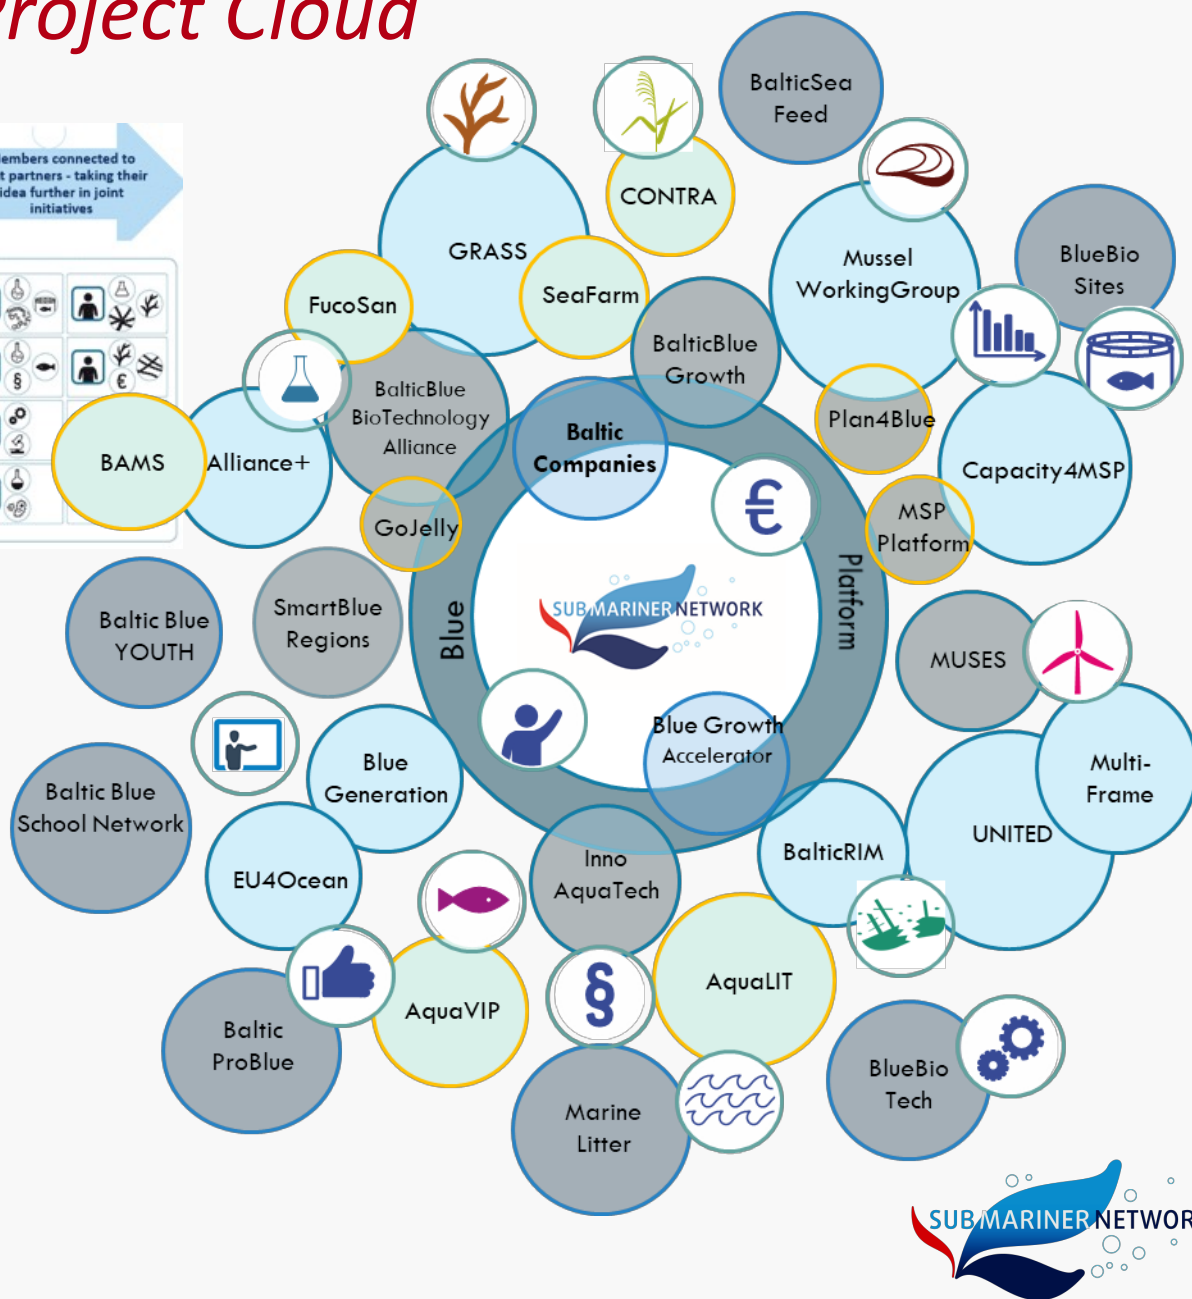 Project Cloud
Members connected to
t partners - taking their
idea further in joint
initiatives
BalticSea
Feed
CONTRA
GRASS
Mussel
WorkingGroup
BlueBio
Sites
FucoSan
SeaFarm
BalticBlue
Growth
BalticBlue
BioTechnology
Alliance
Plan4Blue
Baltic
Companies
BAMS
Alliance+
Capacity4MSP
GoJelly
MSP
Platform
Blue
Platform
SUBMARINER NETWORK
Baltic Blue
YOUTH
SmartBlue
Regions
MUSES
Blue Growth
Accelerator
Blue
Generation
Multi-
Frame
Baltic Blue
School Network
UNITED
BalticRIM
Inno
AquaTech
EU4Ocean
AquaLIT
AquaVIP
§
Baltic
ProBlue
BlueBio
Tech
Marine
Litter
SUBMARINER NETWOR